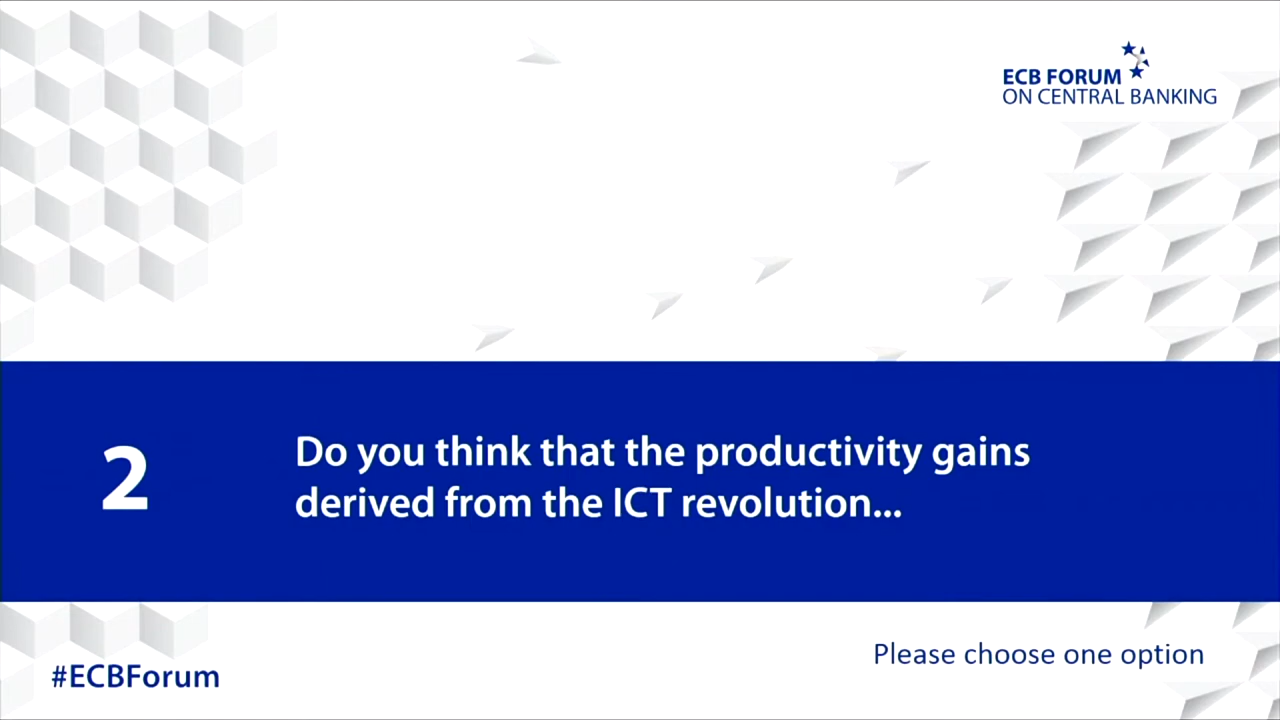 ECB FORUM
ON CENTRAL BANKING
2
Do you think that the productivity gains
derived from the ICT revolution...
Please choose one option
#ECBForum